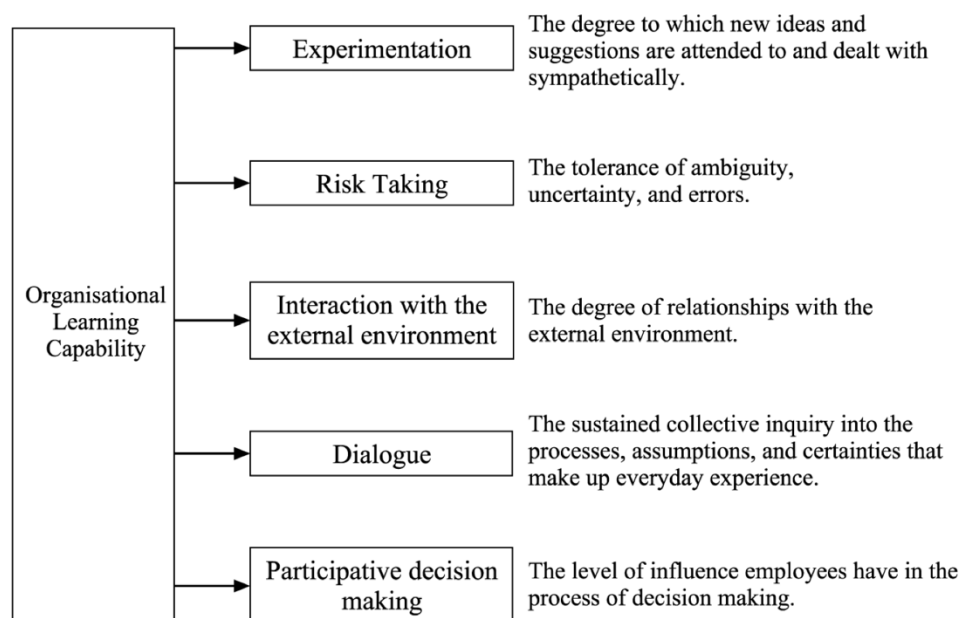 Organisational
Learning
Capability
Experimentation
The degree to which new ideas and
suggestions are attended to and dealt with
sympathetically.
Risk Taking
The tolerance of ambiguity,
uncertainty, and errors.
Interaction with the
external environment
The degree of relationships with the
external environment.
Dialogue
The sustained collective inquiry into the
processes, assumptions, and certainties that
make up everyday experience.
Participative decision
making
The level of influence employees have in the
process of decision making.